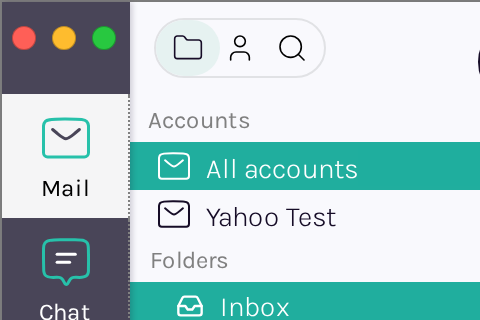 Accounts
All accounts
Mail
Yahoo Test
Folders
Chat
Inbox